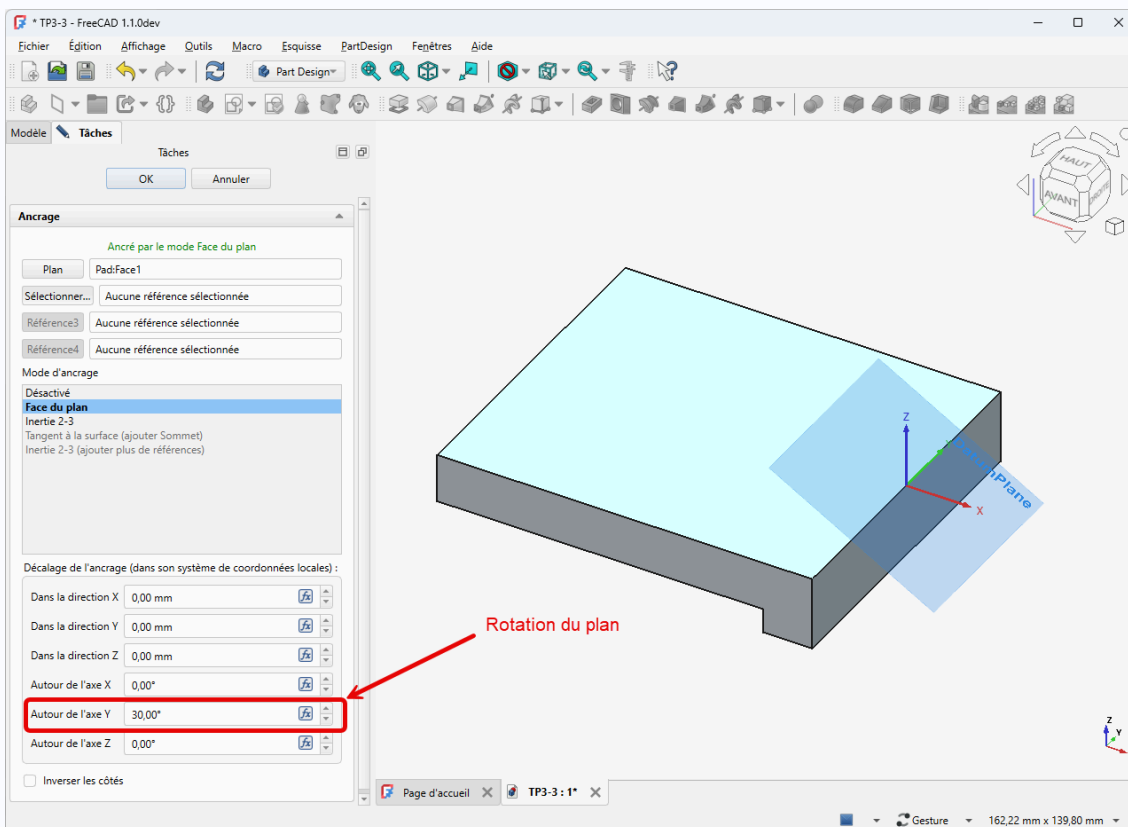 * TP3-3 - FreeCAD 1.1.0dev
Fichier Édition Affichage Outils Macro Esquisse PartDesign Fenêtres Aide
Part Design
Modèle Tâches
Tâches
OK Annuler
Ancrage
Ancré par le mode Face du plan
Plan Pad:Face1
Sélectionner... Aucune référence sélectionnée
Référence3 Aucune référence sélectionnée
Référence4 Aucune référence sélectionnée
Mode d'ancrage
Désactivé
Face du plan
Inertie 2-3
Tangent à la surface (ajouter Sommet)
Inertie 2-3 (ajouter plus de références)
Décalage de l'ancrage (dans son système de coordonnées locales) :
Dans la direction X 0,00 mm
Dans la direction Y 0,00 mm
Dans la direction Z 0,00 mm
Autour de l'axe X 0,00°
Autour de l'axe Y 30,00°
Autour de l'axe Z 0,00°
Inverser les côtés
HAUT
AVANT
DROITE
Z
X
Rotation du plan
Z
Y
Page d'accueil
TP3-3 : 1*
Gesture 162,22 mm x 139,80 mm